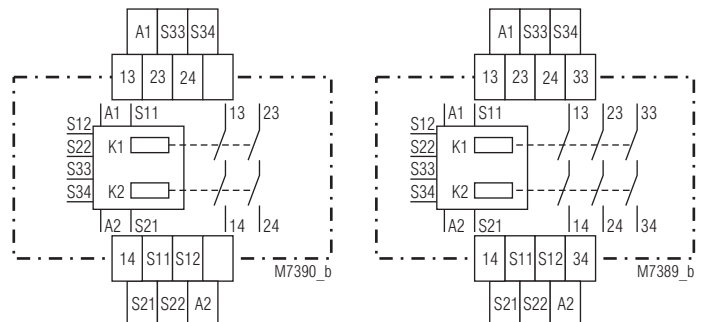 A1 S33 S34
13 23 24
A1 S11
13 23
S12
S22
S33
S34
K1
K2
A2 S21
14 24
14 S11 S12
M7390_b
S21 S22 A2
A1 S33 S34
13 23 24 33
A1 S11
13 23 33
S12
S22
S33
S34
K1
K2
A2 S21
14 24 34
14 S11 S12 34
M7389_b
S21 S22 A2